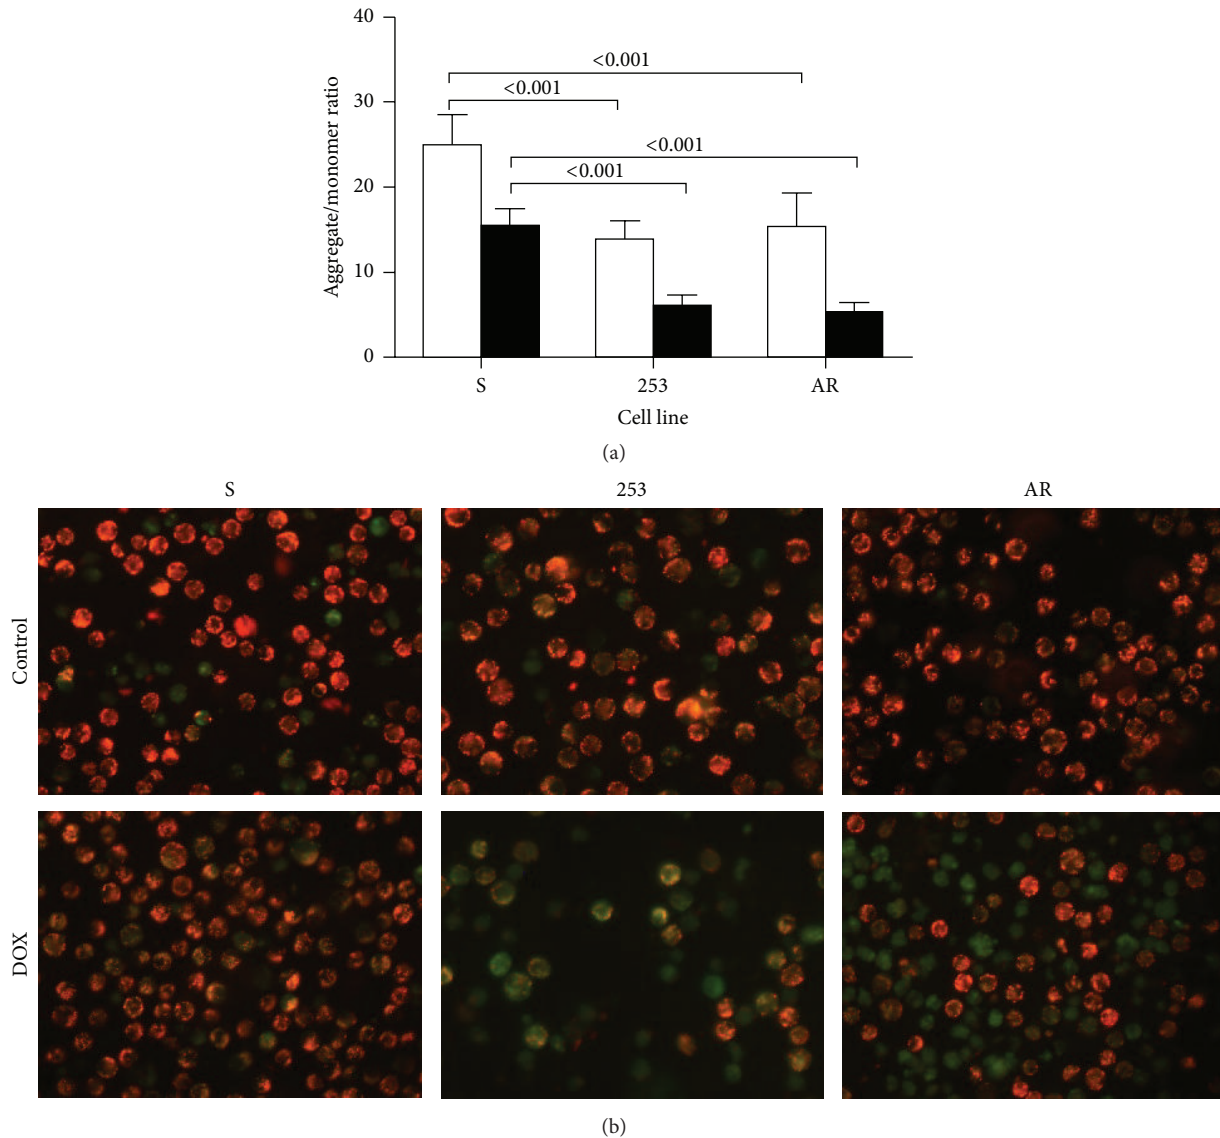 40
30
20
10
0
Aggregate/monomer ratio
<0.001
<0.001
<0.001
<0.001
S 253 AR
Cell line
(a)
S 253 AR
Control
DOX
(b)